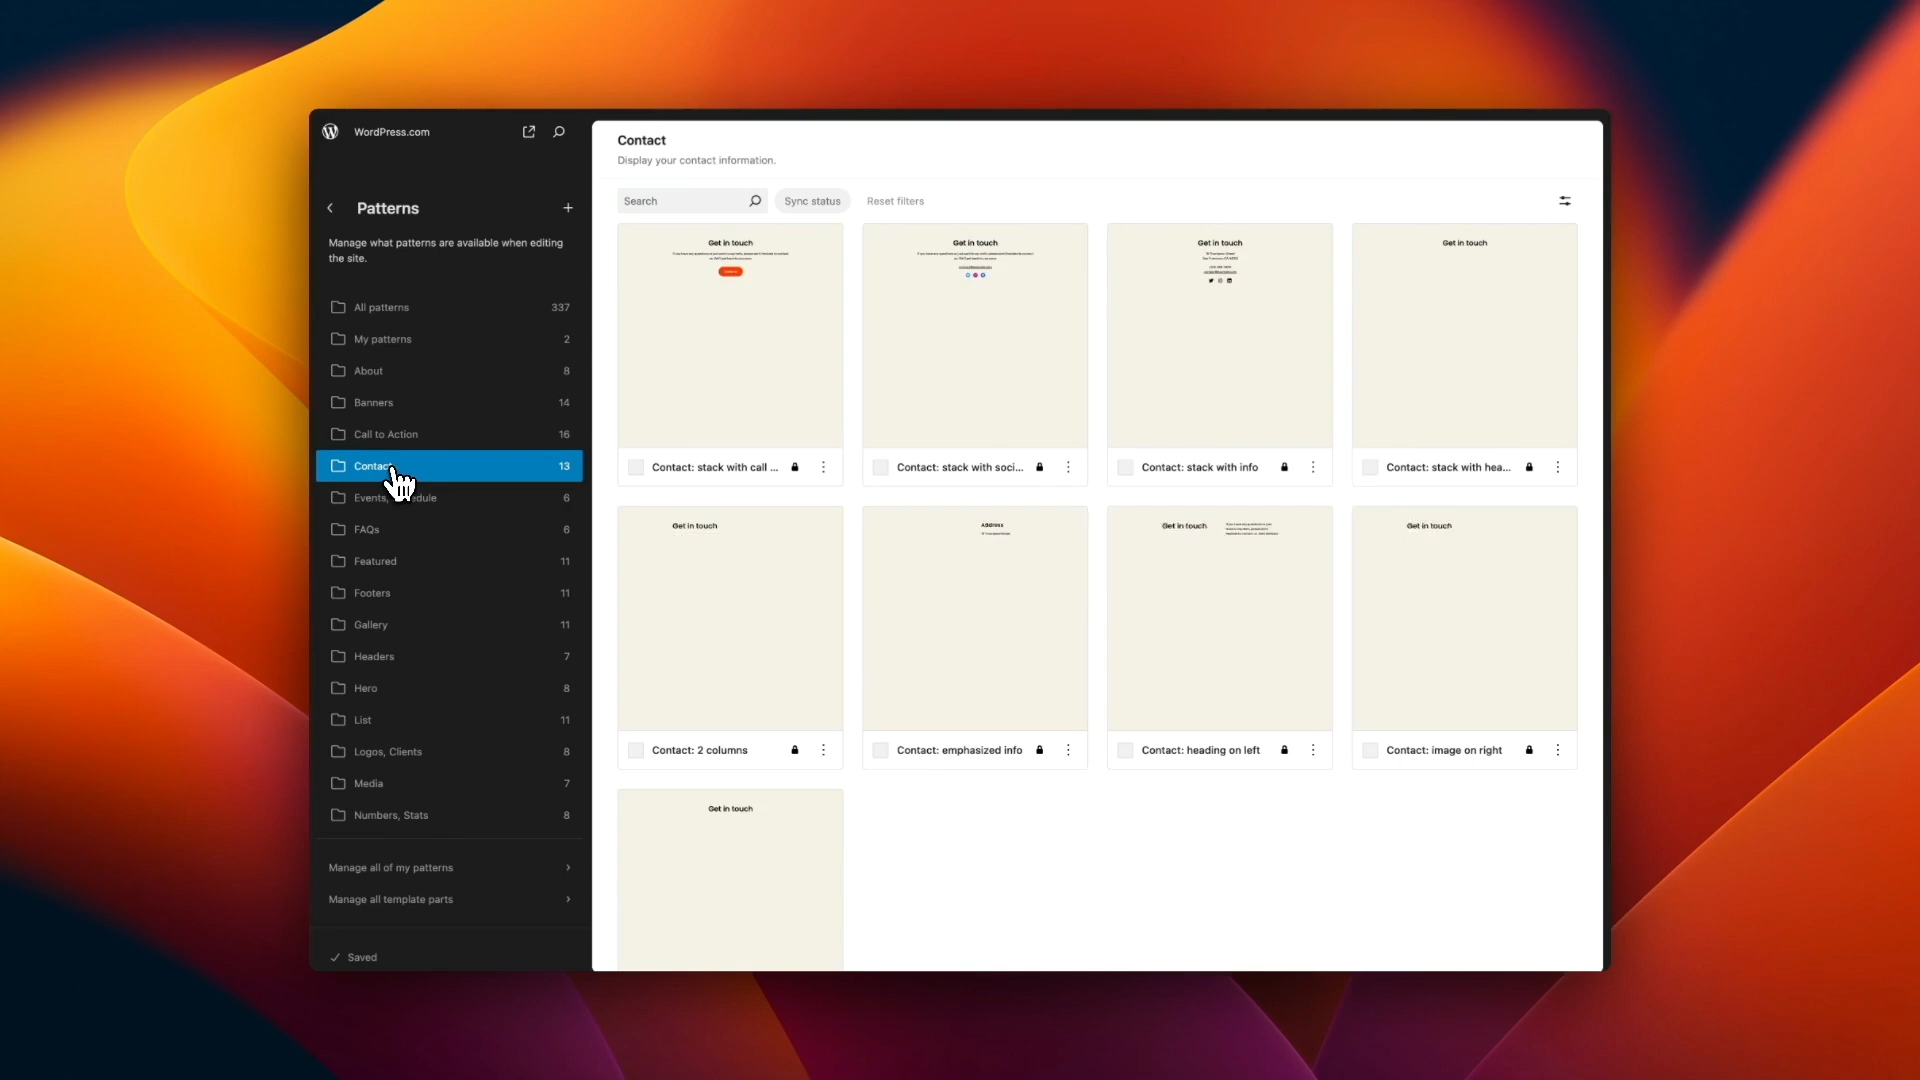 WordPress.com
Patterns
Manage what patterns are available when editing
the site.
All patterns 337
My patterns 2
About 8
Banners 14
Call to Action 16
Contact 13
Events, edule 6
FAQs 6
Featured 11
Footers 11
Gallery 11
Headers 7
Hero 8
List 11
Logos, Clients 8
Media 7
Numbers, Stats 8
Manage all of my patterns
Manage all template parts
Saved
Contact
Display your contact information.
Search
Sync status
Reset filters
Get in touch
Get in touch
Get in touch
Get in touch
Contact: stack with call ...
Contact: stack with soci...
Contact: stack with info
Contact: stack with hea...
Get in touch
Address
Get in touch
Get in touch
Contact: 2 columns
Contact: emphasized info
Contact: heading on left
Contact: image on right
Get in touch